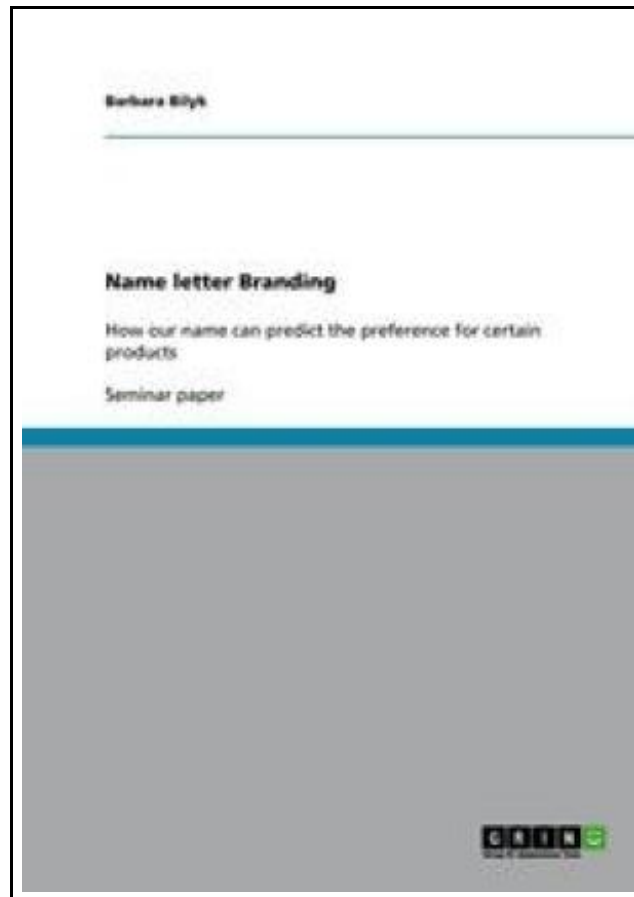 Barbara Bilyk
Name letter Branding
How our name can predict the preference for certain
products
Seminar paper
GRIN